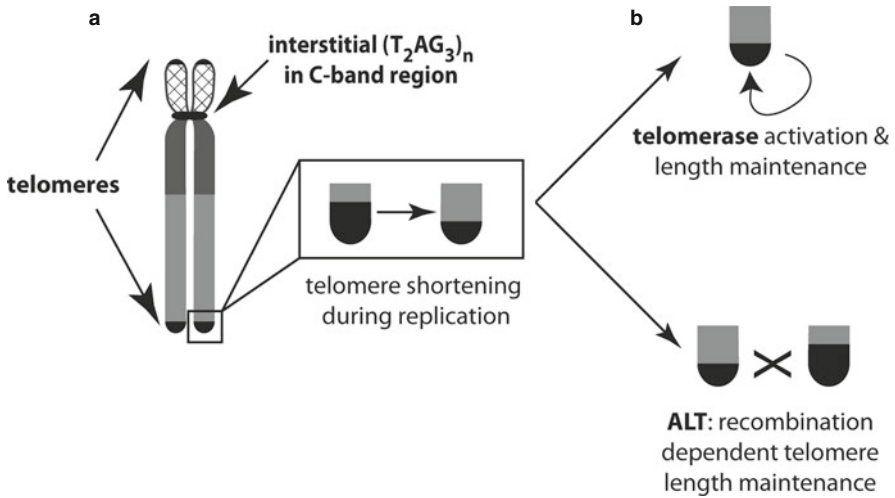 a
interstitial (T₂AG₃)ₙ
in C-band region
telomeres
telomere shortening
during replication
b
telomerase activation &
length maintenance
ALT: recombination
dependent telomere
length maintenance